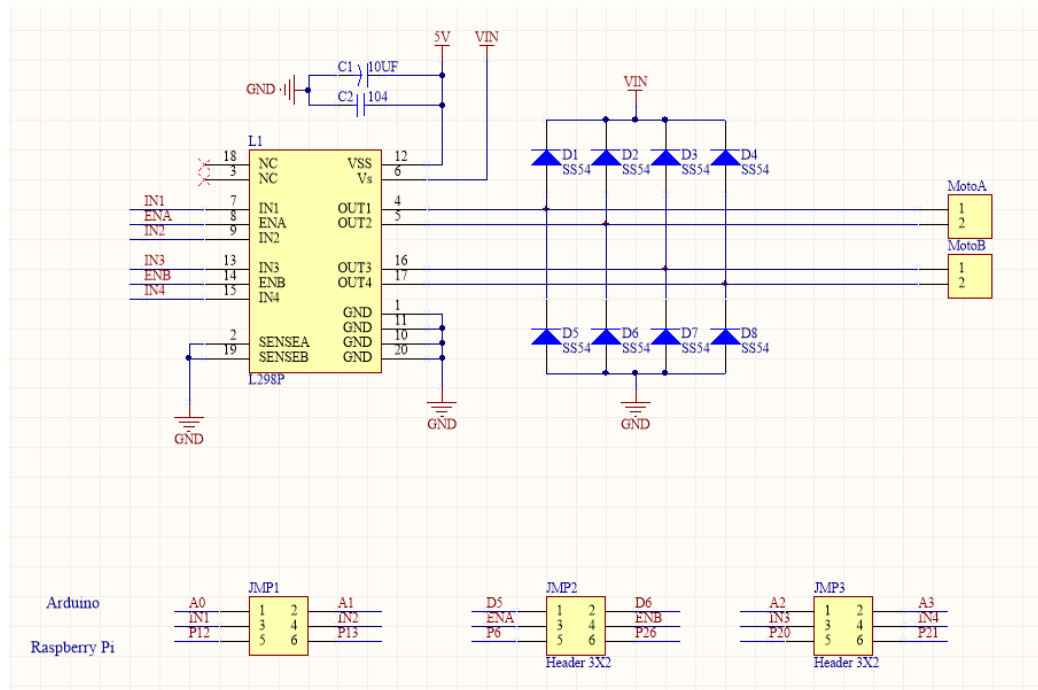 5V VIN
C1 10UF
GND
C2 104
VIN
L1
18 NC VSS 12
3 NC Vs 6
D1 SS54
D2 SS54
D3 SS54
D4 SS54
MotoA
IN1 7 IN1 OUT1 4 1
ENA 8 ENA OUT2 5 2
IN2 9 IN2
MotoB
IN3 13 IN3 OUT3 16 1
ENB 14 ENB OUT4 17 2
IN4 15 IN4
GND 1
GND 11
2 SENSEA GND 10
19 SENSEB GND 20
D5 SS54
D6 SS54
D7 SS54
D8 SS54
L298P
GND
GND
GND
JMP1 JMP2 JMP3
Arduino A0 1 2 A1 D5 1 2 D6 A2 1 2 A3
IN1 3 4 IN2 ENA 3 4 ENB IN3 3 4 IN4
Raspberry Pi P12 5 6 P13 P6 5 6 P26 P20 5 6 P21
Header 3X2 Header 3X2